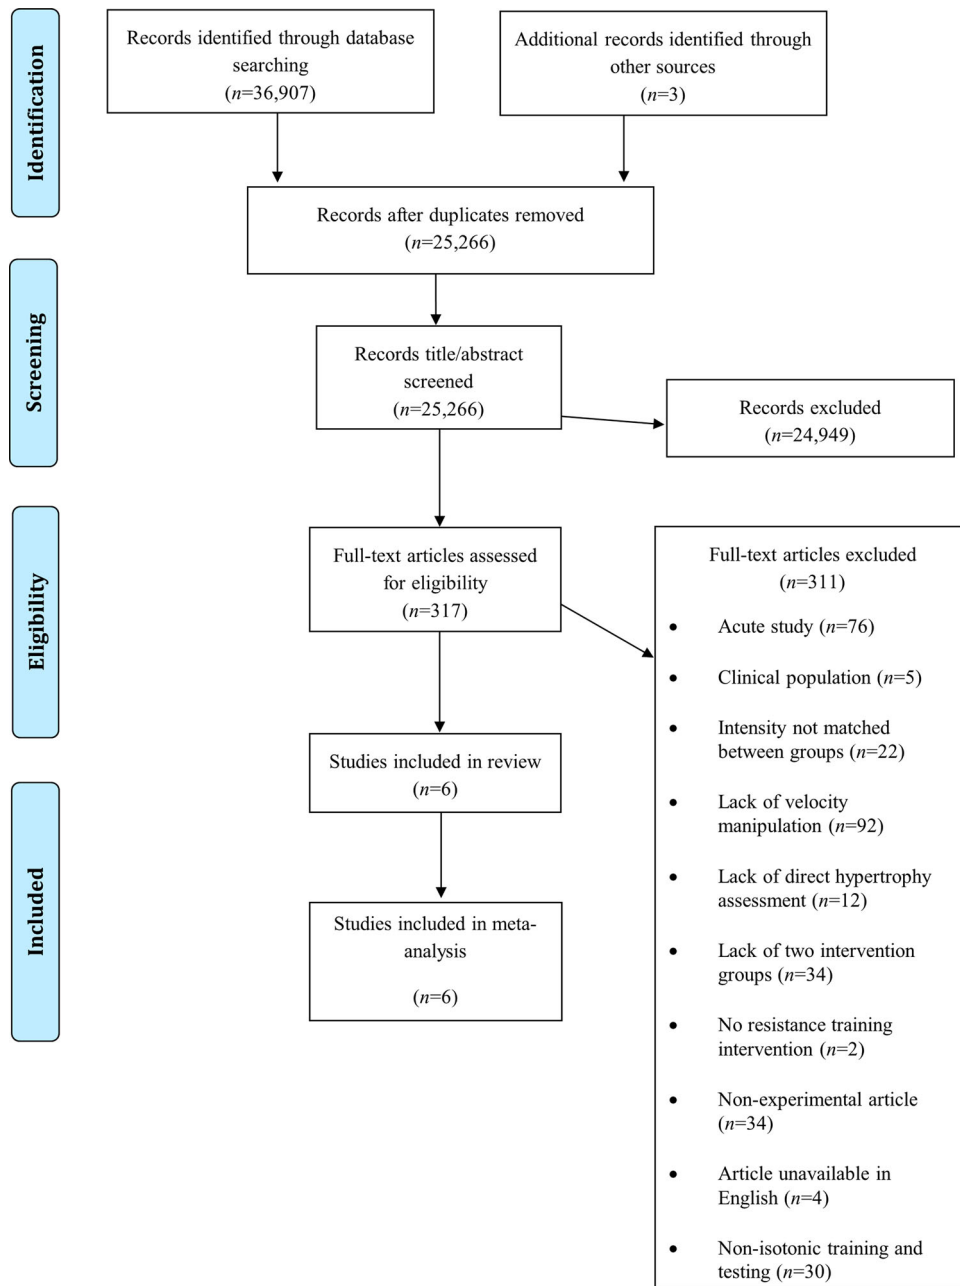 Identification
Records identified through database
searching
(n=36,907)
Additional records identified through
other sources
(n=3)
Records after duplicates removed
(n=25,266)
Screening
Records title/abstract
screened
(n=25,266)
Records excluded
(n=24,949)
Eligibility
Full-text articles assessed
for eligibility
(n=317)
Full-text articles excluded
(n=311)
• Acute study (n=76)
• Clinical population (n=5)
• Intensity not matched
between groups (n=22)
• Lack of velocity
manipulation (n=92)
• Lack of direct hypertrophy
assessment (n=12)
• Lack of two intervention
groups (n=34)
• No resistance training
intervention (n=2)
• Non-experimental article
(n=34)
• Article unavailable in
English (n=4)
• Non-isotonic training and
testing (n=30)
Studies included in review
(n=6)
Included
Studies included in meta-
analysis
(n=6)